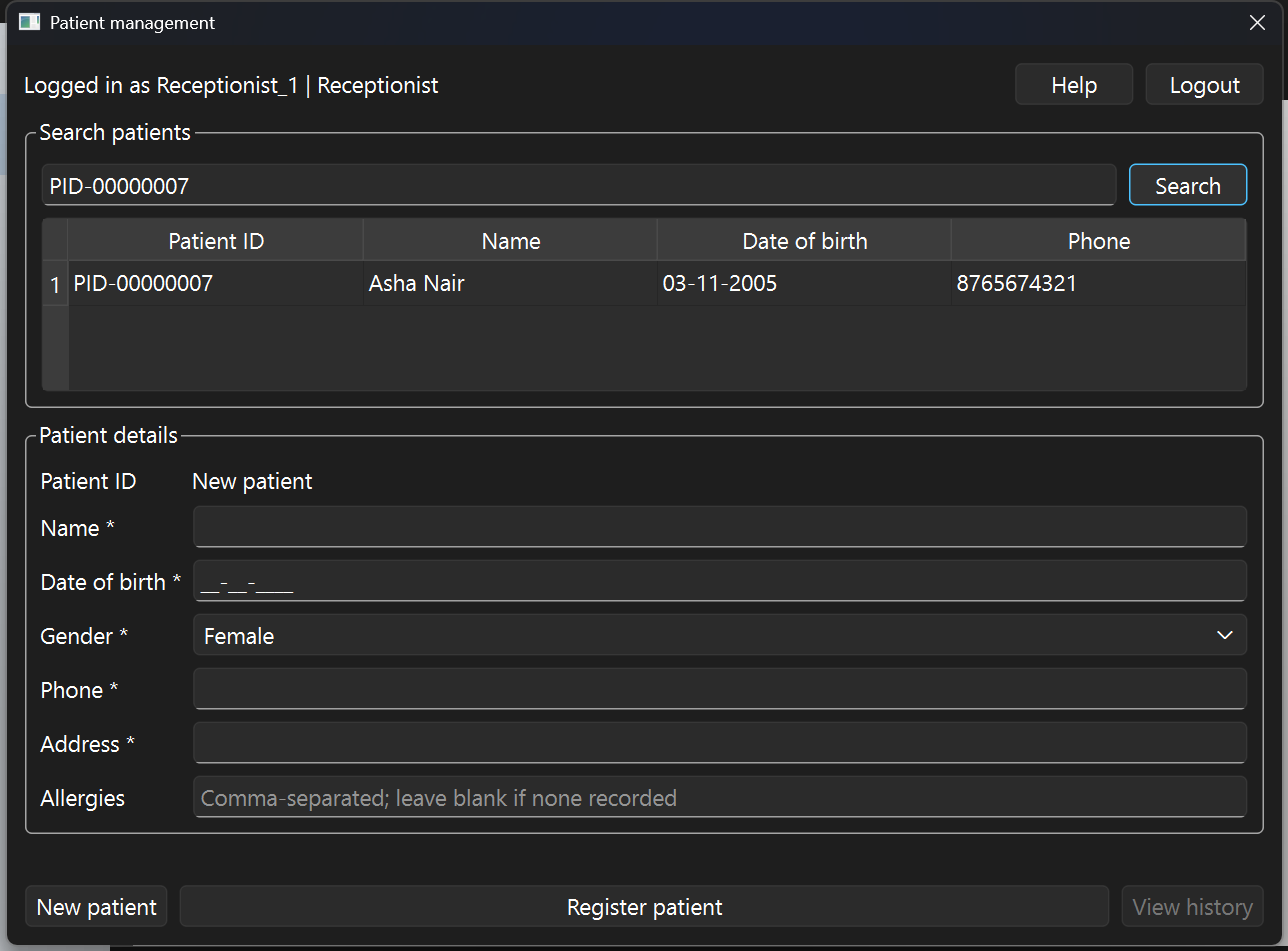 Patient management
Logged in as Receptionist_1 | Receptionist
Help
Logout
Search patients
PID-00000007
Search
Patient ID Name Date of birth Phone
1 PID-00000007 Asha Nair 03-11-2005 8765674321
Patient details
Patient ID New patient
Name *
Date of birth * __-__-____
Gender * Female
Phone *
Address *
Allergies Comma-separated; leave blank if none recorded
New patient
Register patient
View history